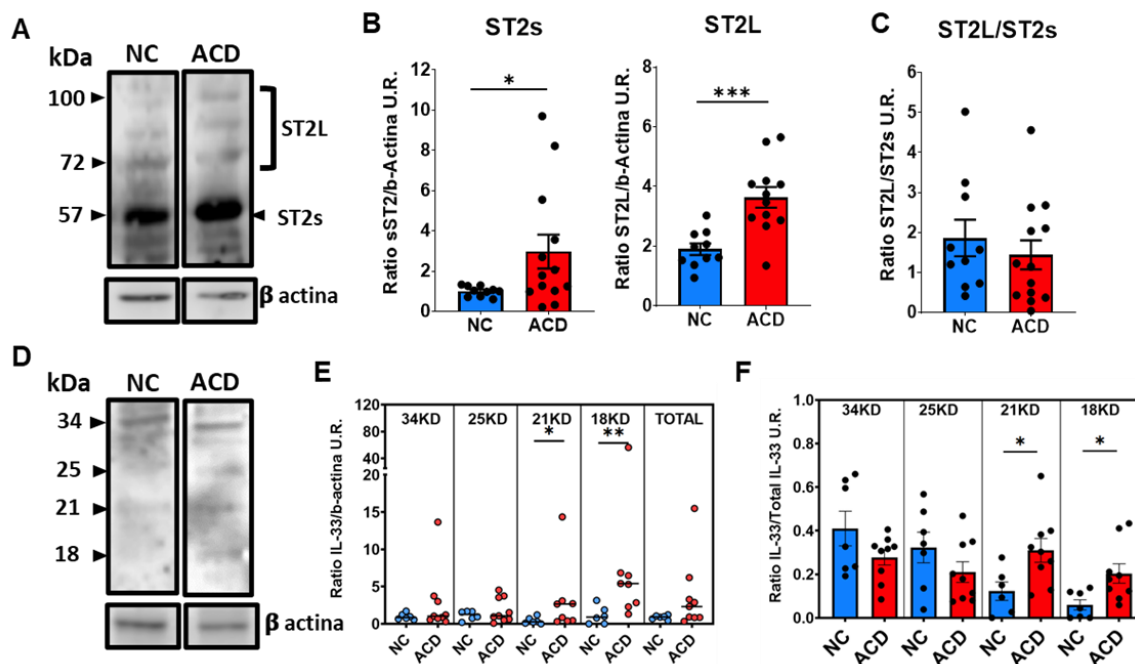 A
NC ACD
kDa
100
72
57
ST2L
ST2s
β actina
B
ST2s
Ratio sST2/b-Actina U.R.
12
10
8
6
4
2
0
*
NC ACD
ST2L
Ratio ST2L/b-Actina U.R.
8
6
4
2
0
***
NC ACD
C
ST2L/ST2s
Ratio ST2L/ST2s U.R.
6
5
4
3
2
1
0
NC ACD
D
NC ACD
kDa
34
25
21
18
β actina
E
Ratio IL-33/b-actina U.R.
120
100
80
60
40
20
20
15
10
5
0
34KD 25KD 21KD 18KD TOTAL
* **
NC ACD NC ACD NC ACD NC ACD NC ACD
F
Ratio IL-33/Total IL-33 U.R.
1.0
0.8
0.6
0.4
0.2
0.0
34KD 25KD 21KD 18KD
* *
NC ACD NC ACD NC ACD NC ACD